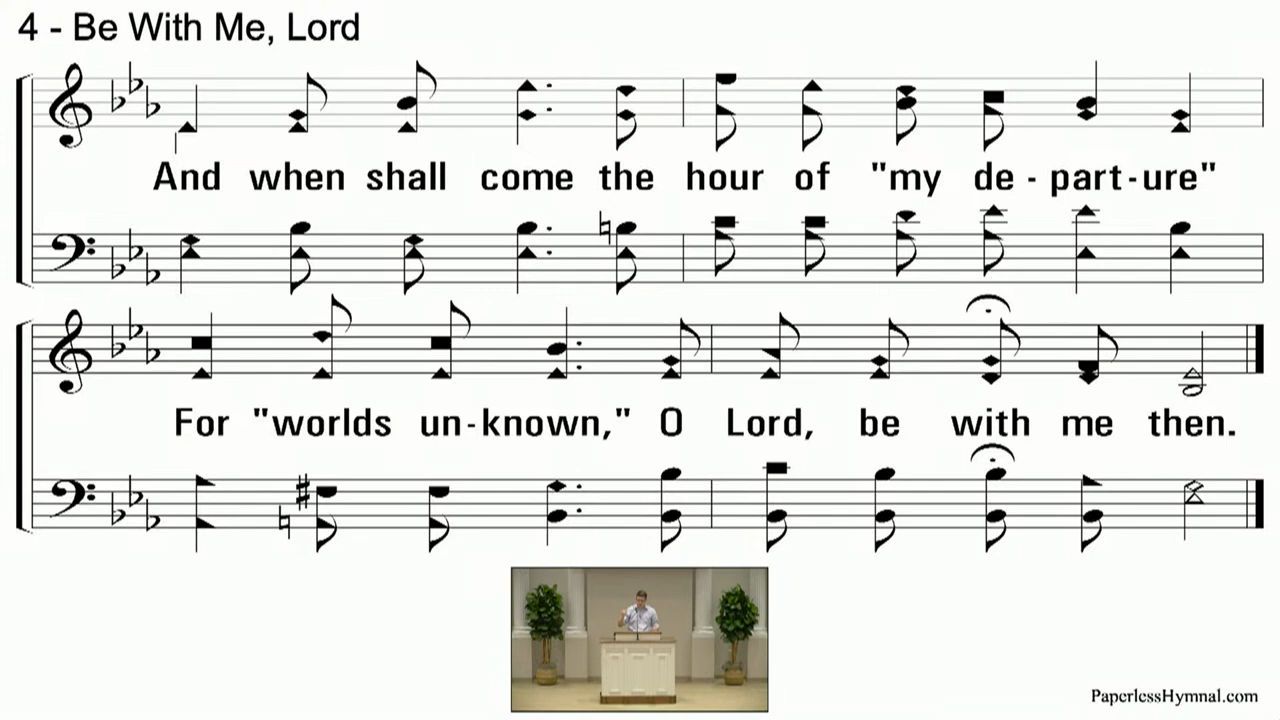 4 - Be With Me, Lord
And when shall come the hour of "my de - part - ure"
For "worlds un - known," O Lord, be with me then.
PaperlessHymnal.com